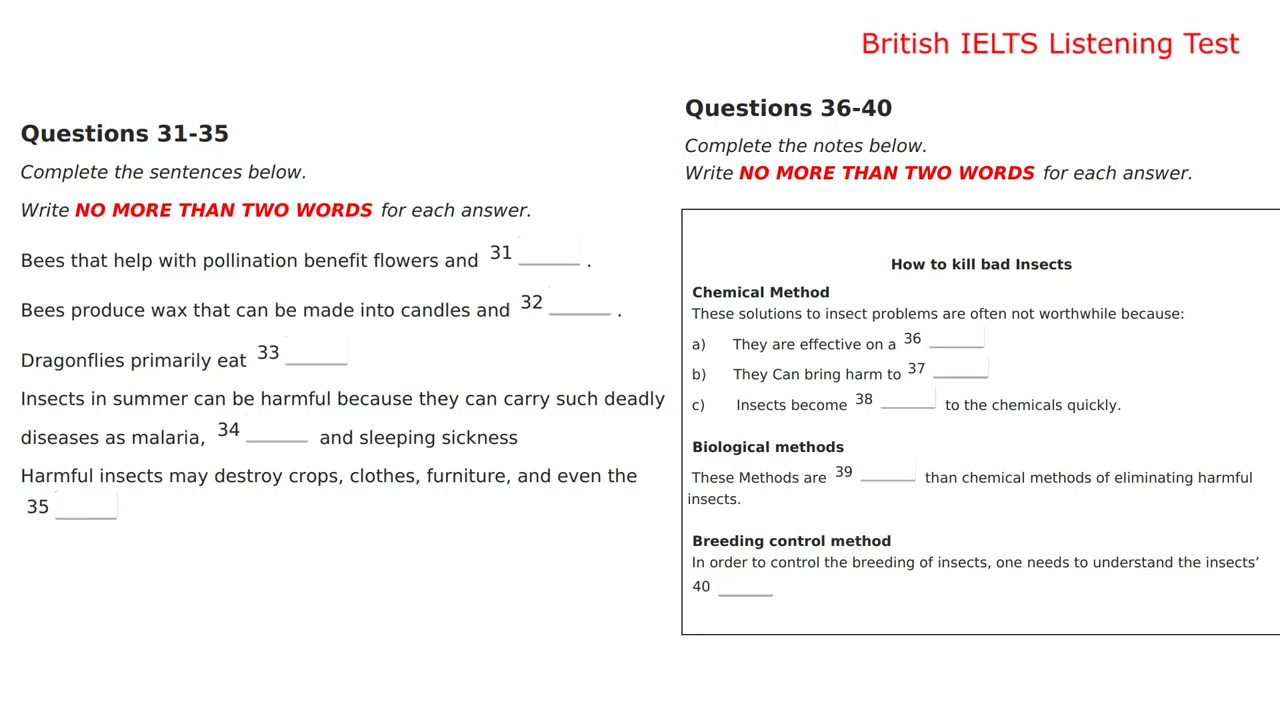 British IELTS Listening Test
Questions 31-35
Complete the sentences below.
Write NO MORE THAN TWO WORDS for each answer.
Bees that help with pollination benefit flowers and 31 ______ .
Bees produce wax that can be made into candles and 32 ______ .
Dragonflies primarily eat 33 ______
Insects in summer can be harmful because they can carry such deadly
diseases as malaria, 34 ______ and sleeping sickness
Harmful insects may destroy crops, clothes, furniture, and even the
35 ______
Questions 36-40
Complete the notes below.
Write NO MORE THAN TWO WORDS for each answer.
How to kill bad Insects
Chemical Method
These solutions to insect problems are often not worthwhile because:
a) They are effective on a 36 ______
b) They Can bring harm to 37 ______
c) Insects become 38 ______ to the chemicals quickly.
Biological methods
These Methods are 39 ______ than chemical methods of eliminating harmful
insects.
Breeding control method
In order to control the breeding of insects, one needs to understand the insects’
40 ______